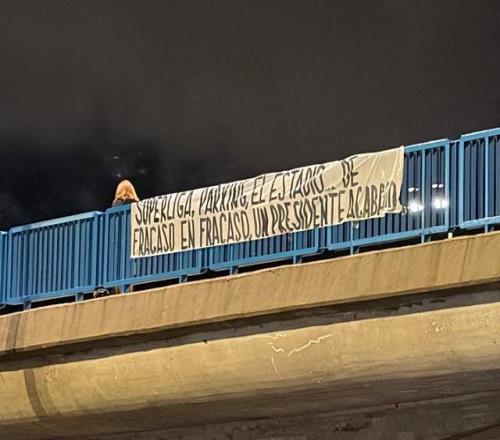 SUPERLIGA, PARKING, EL ESTADIO DE
FRACASO EN FRACASO, UN PRESIDENTE ACABADO,